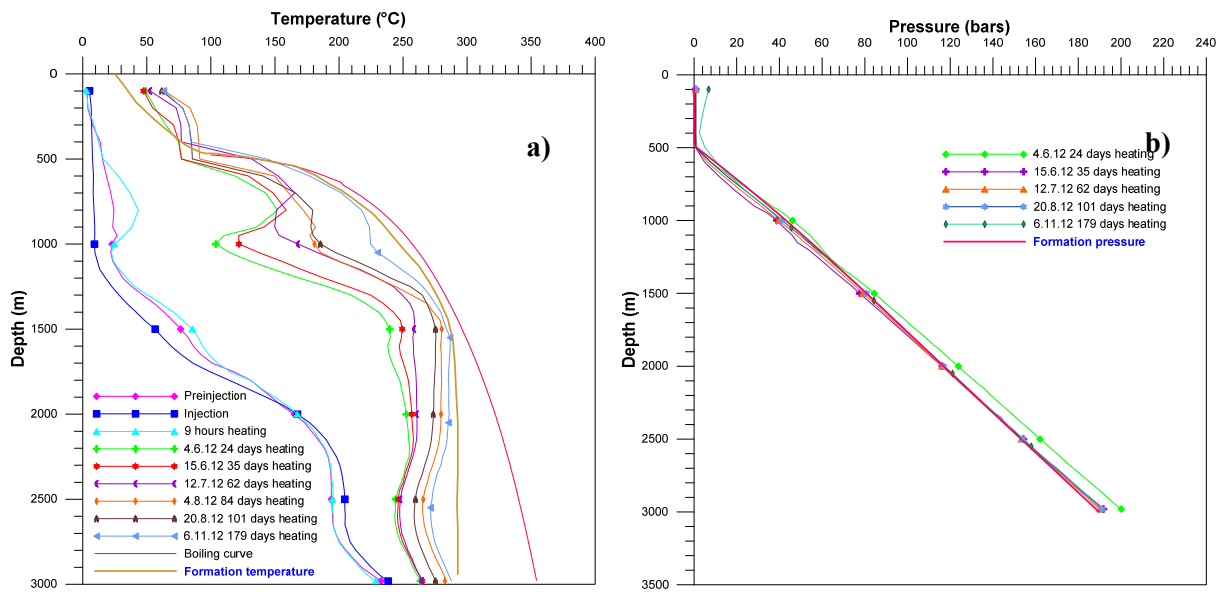 Temperature (°C)
0 50 100 150 200 250 300 350 400
0
500
1000
1500
2000
2500
3000
Depth (m)
a)
Preinjection
Injection
9 hours heating
4.6.12 24 days heating
15.6.12 35 days heating
12.7.12 62 days heating
4.8.12 84 days heating
20.8.12 101 days heating
6.11.12 179 days heating
Boiling curve
Formation temperature
Pressure (bars)
0 20 40 60 80 100 120 140 160 180 200 220 240
0
500
1000
1500
2000
2500
3000
3500
Depth (m)
b)
4.6.12 24 days heating
15.6.12 35 days heating
12.7.12 62 days heating
20.8.12 101 days heating
6.11.12 179 days heating
Formation pressure